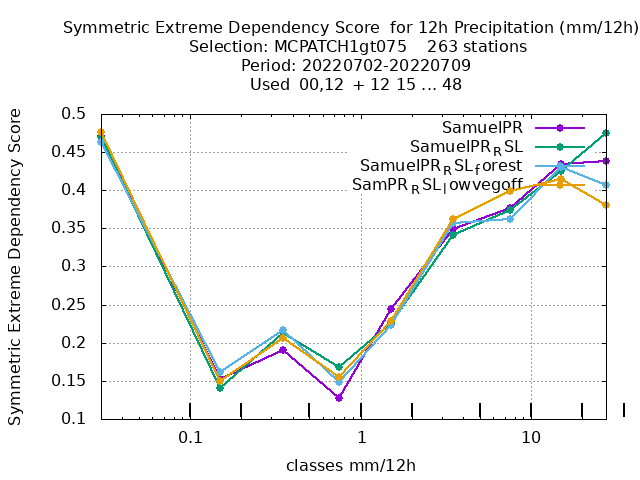 Symmetric Extreme Dependency Score  for 12h Precipitation (mm/12h)
Selection: MCPATCH1gt075    263 stations
Period: 20220702-20220709
Used  00,12  + 12 15 ... 48
SamuelPR
SamuelPR_RSL
SamuelPR_RSL_forest
SamPR_RSL_lowvegoff
Symmetric Extreme Dependency Score
0.5
0.45
0.4
0.35
0.3
0.25
0.2
0.15
0.1
0.1
1
10
classes mm/12h